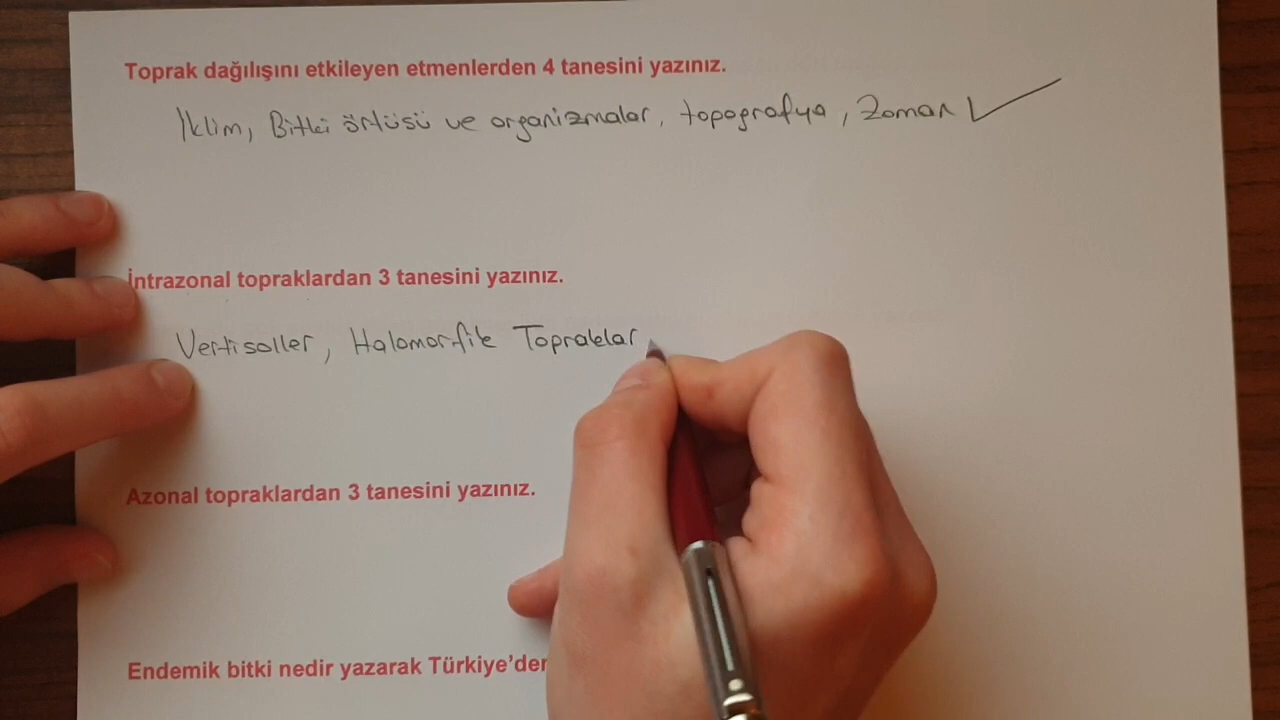 Toprak dağılışını etkileyen etmenlerden 4 tanesini yazınız.
İklim, Bitki örtüsü ve organizmalar, topografya, Zaman
İntrazonal topraklardan 3 tanesini yazınız.
Vertisoller, Halomorfik Topraklar
Azonal topraklardan 3 tanesini yazınız.
Endemik bitki nedir yazarak Türkiye'den